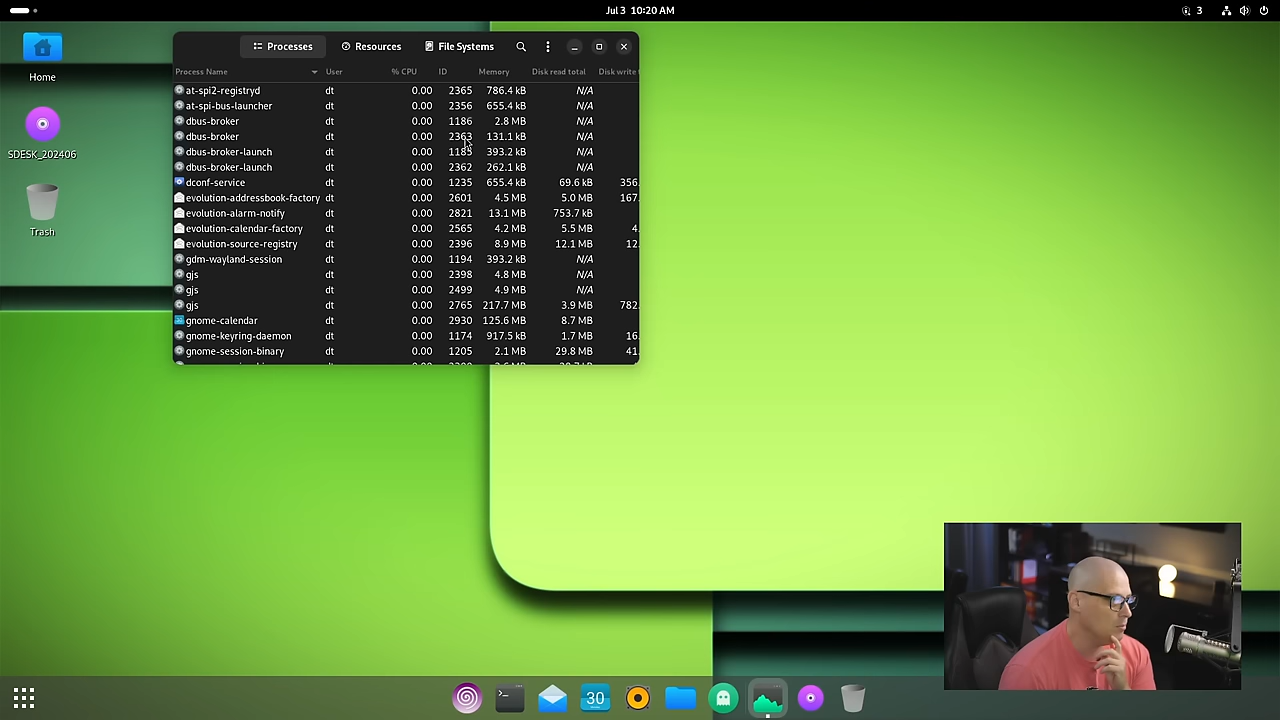 Jul 3 10:20 AM
3
Home
SDESK_202406
Trash
Processes Resources File Systems
Process Name User % CPU ID Memory Disk read total Disk write t
at-spi2-registryd dt 0.00 2365 786.4 kB N/A
at-spi-bus-launcher dt 0.00 2356 655.4 kB N/A
dbus-broker dt 0.00 1186 2.8 MB N/A
dbus-broker dt 0.00 2363 131.1 kB N/A
dbus-broker-launch dt 0.00 1185 393.2 kB N/A
dbus-broker-launch dt 0.00 2362 262.1 kB N/A
dconf-service dt 0.00 1235 655.4 kB 69.6 kB 356.
evolution-addressbook-factory dt 0.00 2601 4.5 MB 5.0 MB 167.
evolution-alarm-notify dt 0.00 2821 13.1 MB 753.7 kB
evolution-calendar-factory dt 0.00 2565 4.2 MB 5.5 MB 4.
evolution-source-registry dt 0.00 2396 8.9 MB 12.1 MB 12.
gdm-wayland-session dt 0.00 1194 393.2 kB N/A
gjs dt 0.00 2398 4.8 MB N/A
gjs dt 0.00 2499 4.9 MB N/A
gjs dt 0.00 2765 217.7 MB 3.9 MB 782.
gnome-calendar dt 0.00 2930 125.6 MB 8.7 MB
gnome-keyring-daemon dt 0.00 1174 917.5 kB 1.7 MB 16.
gnome-session-binary dt 0.00 1205 2.1 MB 29.8 MB 41.
30